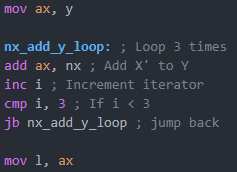 mov ax, y
nx_add_y_loop: ; Loop 3 times
add ax, nx ; Add X' to Y
inc i ; Increment iterator
cmp i, 3 ; If i < 3
jb nx_add_y_loop ; jump back
mov l, ax